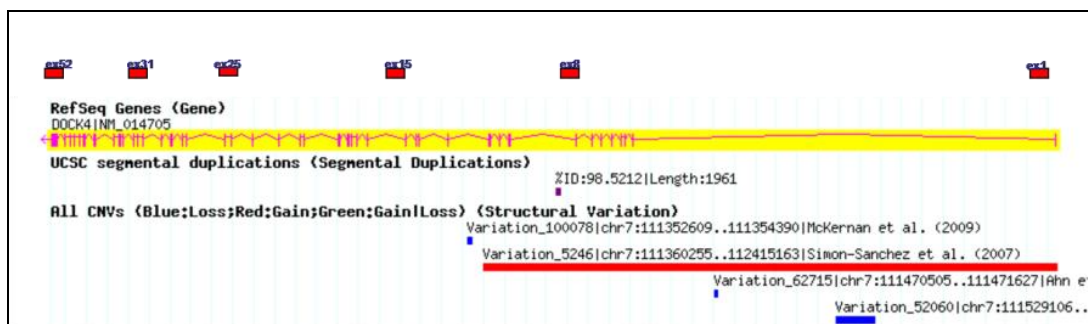 ex52 ex31 ex25 ex15 ex8 ex1
RefSeq Genes (Gene)
DOCK4|NM_014705
UCSC segmental duplications (Segmental Duplications)
%ID:98.5212|Length:1961
All CNVs (Blue:Loss;Red:Gain;Green:Gain|Loss) (Structural Variation)
Variation_100078|chr7:111352609..111354390|McKernan et al. (2009)
Variation_5246|chr7:111360255..112415163|Simon-Sanchez et al. (2007)
Variation_62715|chr7:111470505..111471627|Ahn et
Variation_52060|chr7:111529106..